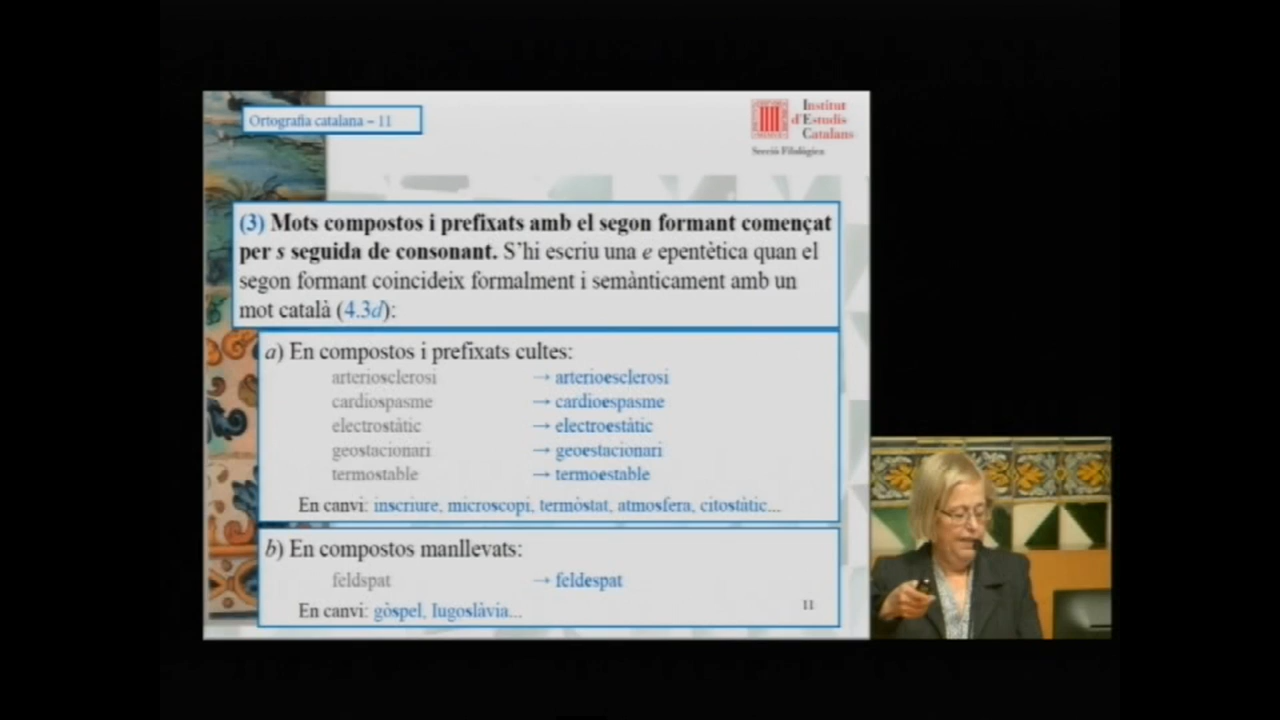 Ortografia catalana – 11
Institut
d'Estudis
Catalans
Secció Filològica
(3) Mots compostos i prefixats amb el segon formant començat
per s seguida de consonant. S'hi escriu una e epentètica quan el
segon formant coincideix formalment i semànticament amb un
mot català (4.3d):
a) En compostos i prefixats cultes:
arteriosclerosi → arterioesclerosi
cardiospasme → cardioespasme
electrostàtic → electroestàtic
geostacionari → geoestacionari
termostable → termoestable
En canvi: inscriure, microscopi, termòstat, atmosfera, citostàtic...
b) En compostos manllevats:
feldspat → feldespat
En canvi: gòspel, Iugoslàvia...
11